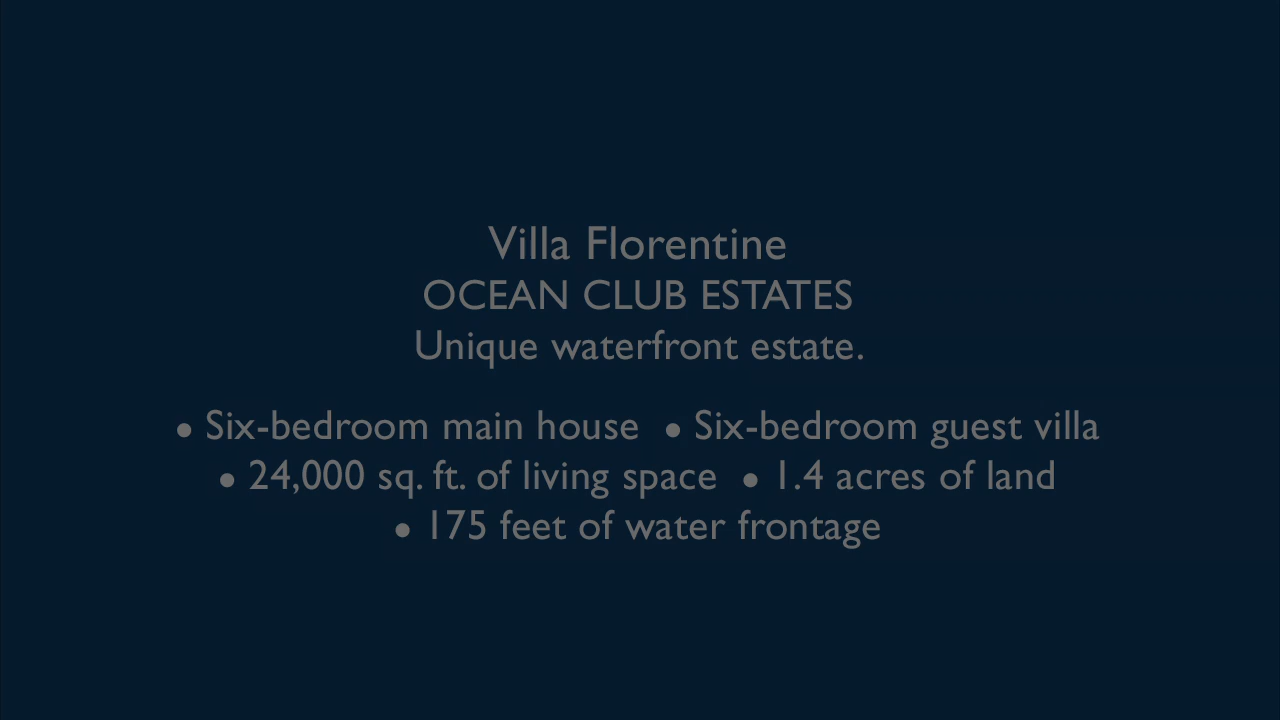 Villa Florentine
OCEAN CLUB ESTATES
Unique waterfront estate.
• Six-bedroom main house • Six-bedroom guest villa
• 24,000 sq. ft. of living space • 1.4 acres of land
• 175 feet of water frontage